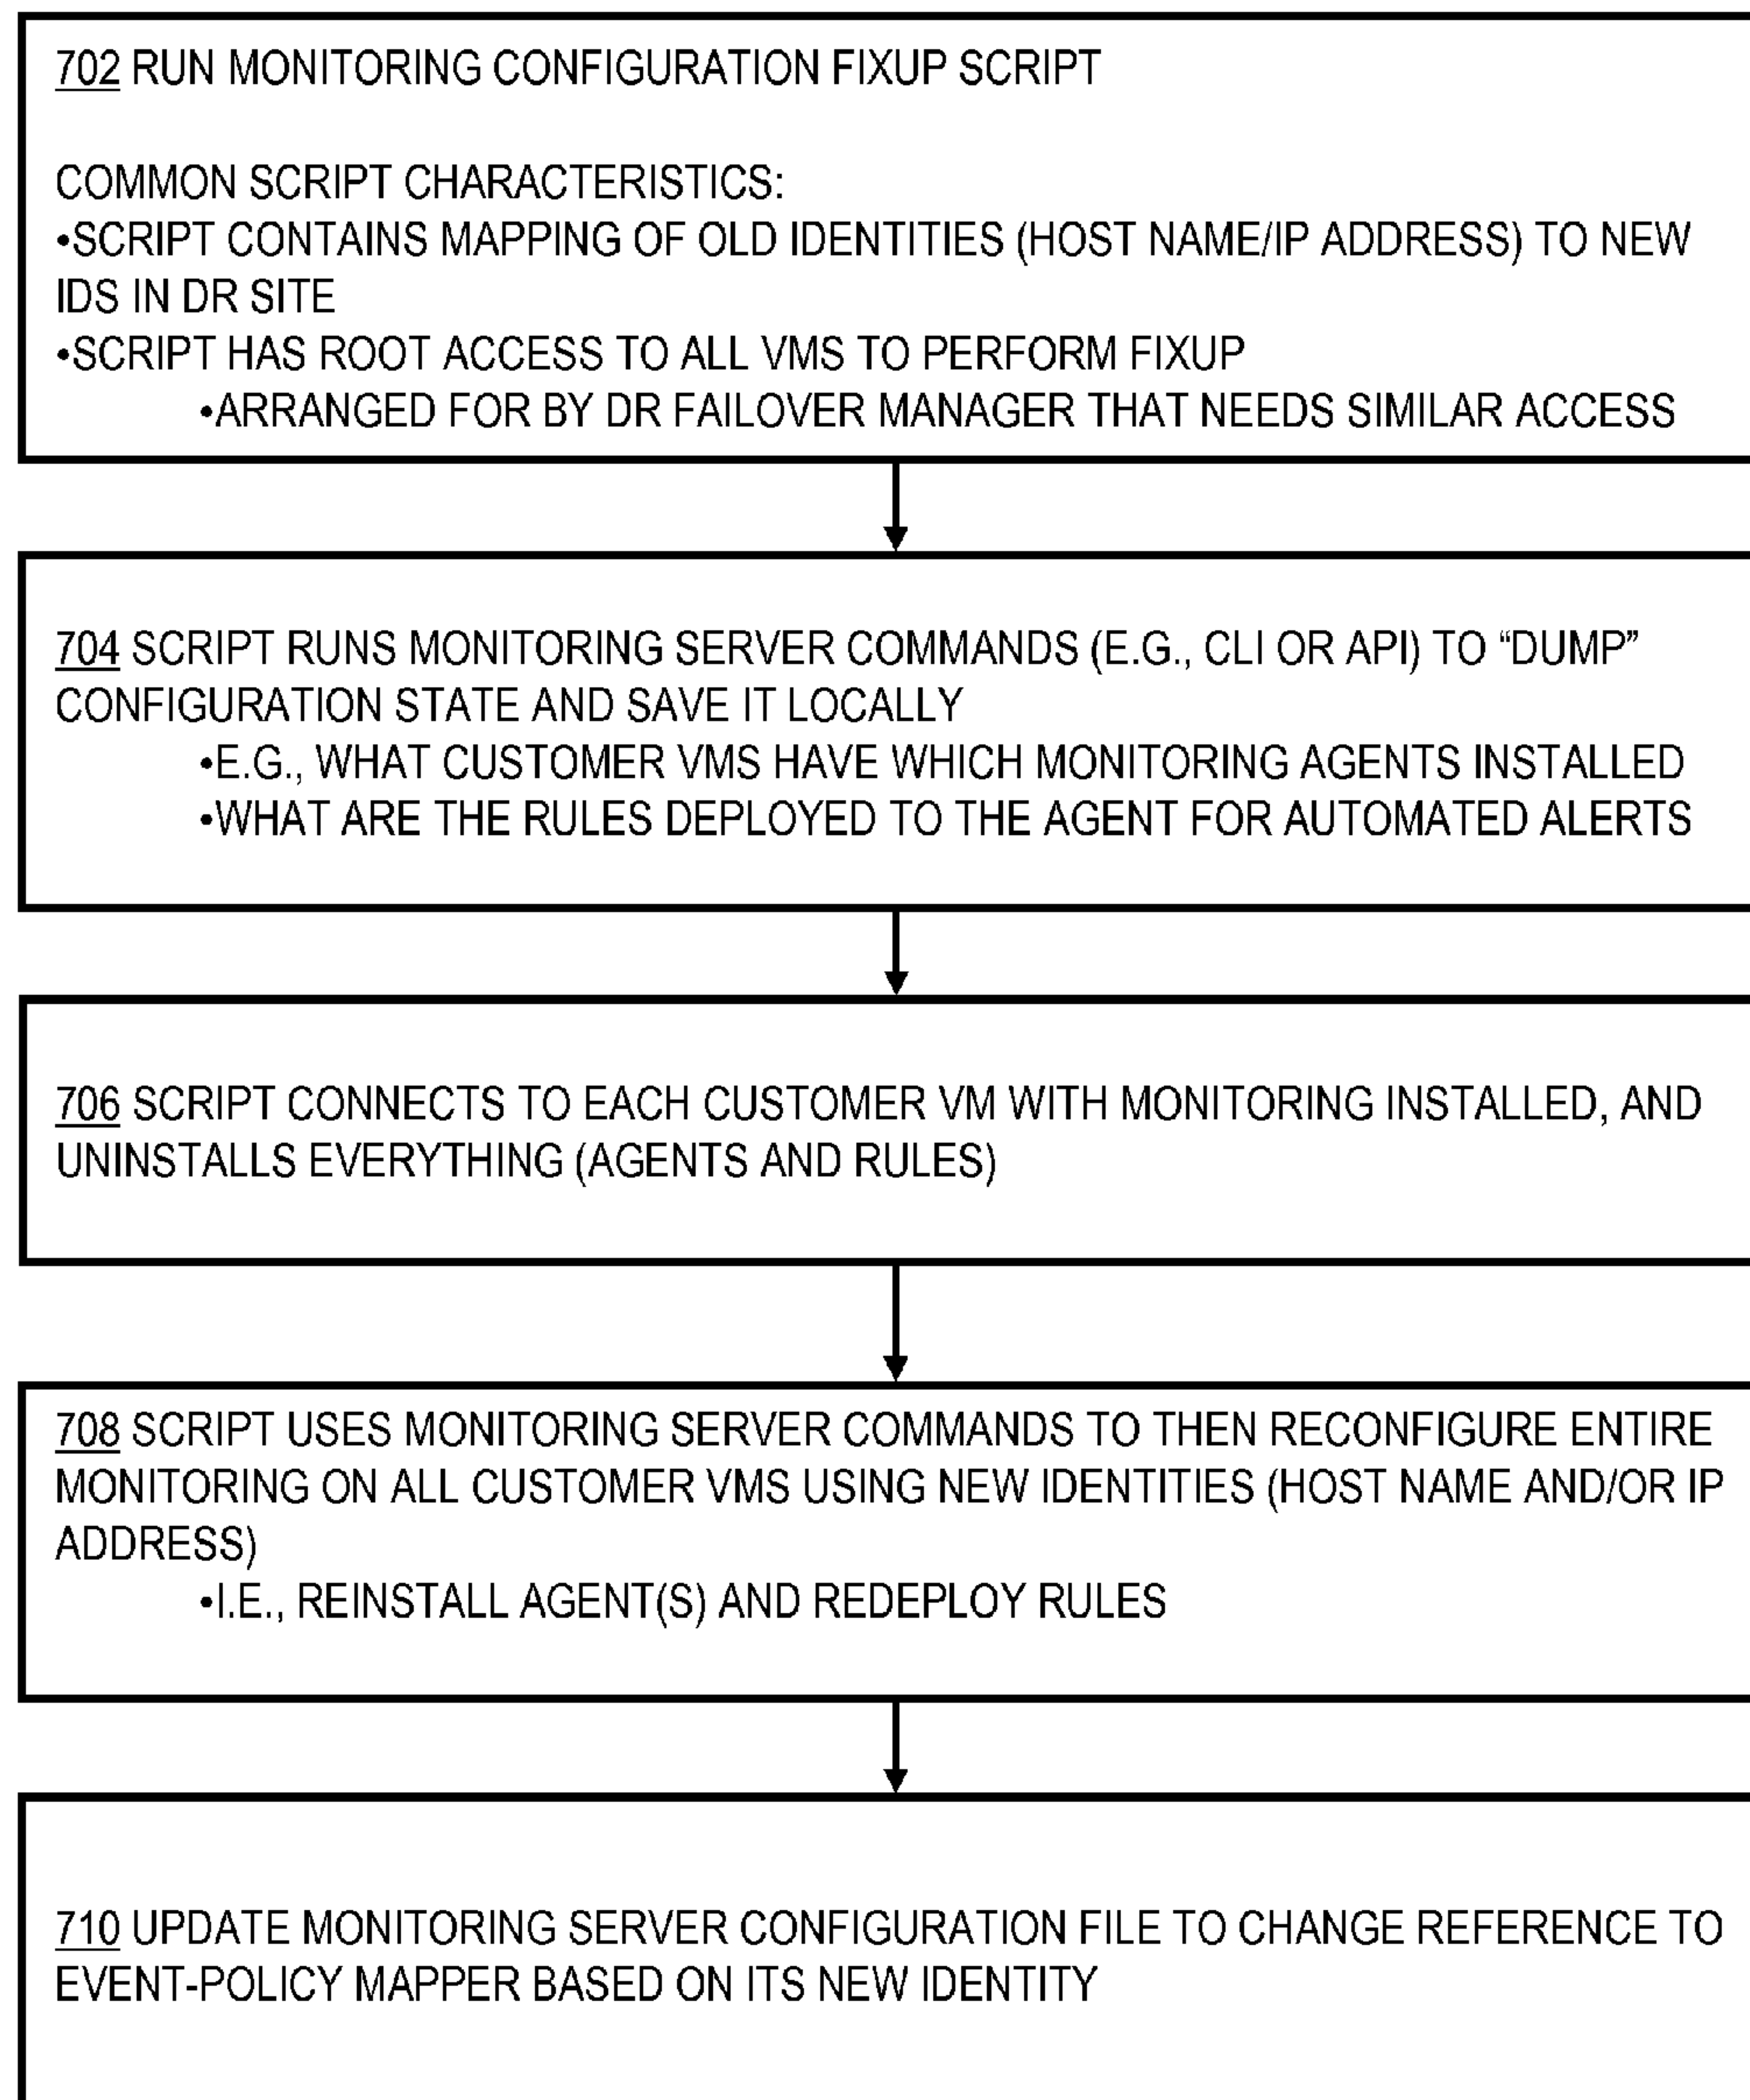 702 RUN MONITORING CONFIGURATION FIXUP SCRIPT
COMMON SCRIPT CHARACTERISTICS:
•SCRIPT CONTAINS MAPPING OF OLD IDENTITIES (HOST NAME/IP ADDRESS) TO NEW
IDS IN DR SITE
•SCRIPT HAS ROOT ACCESS TO ALL VMS TO PERFORM FIXUP
•ARRANGED FOR BY DR FAILOVER MANAGER THAT NEEDS SIMILAR ACCESS
704 SCRIPT RUNS MONITORING SERVER COMMANDS (E.G., CLI OR API) TO “DUMP”
CONFIGURATION STATE AND SAVE IT LOCALLY
•E.G., WHAT CUSTOMER VMS HAVE WHICH MONITORING AGENTS INSTALLED
•WHAT ARE THE RULES DEPLOYED TO THE AGENT FOR AUTOMATED ALERTS
706 SCRIPT CONNECTS TO EACH CUSTOMER VM WITH MONITORING INSTALLED, AND
UNINSTALLS EVERYTHING (AGENTS AND RULES)
708 SCRIPT USES MONITORING SERVER COMMANDS TO THEN RECONFIGURE ENTIRE
MONITORING ON ALL CUSTOMER VMS USING NEW IDENTITIES (HOST NAME AND/OR IP
ADDRESS)
•I.E., REINSTALL AGENT(S) AND REDEPLOY RULES
710 UPDATE MONITORING SERVER CONFIGURATION FILE TO CHANGE REFERENCE TO
EVENT-POLICY MAPPER BASED ON ITS NEW IDENTITY